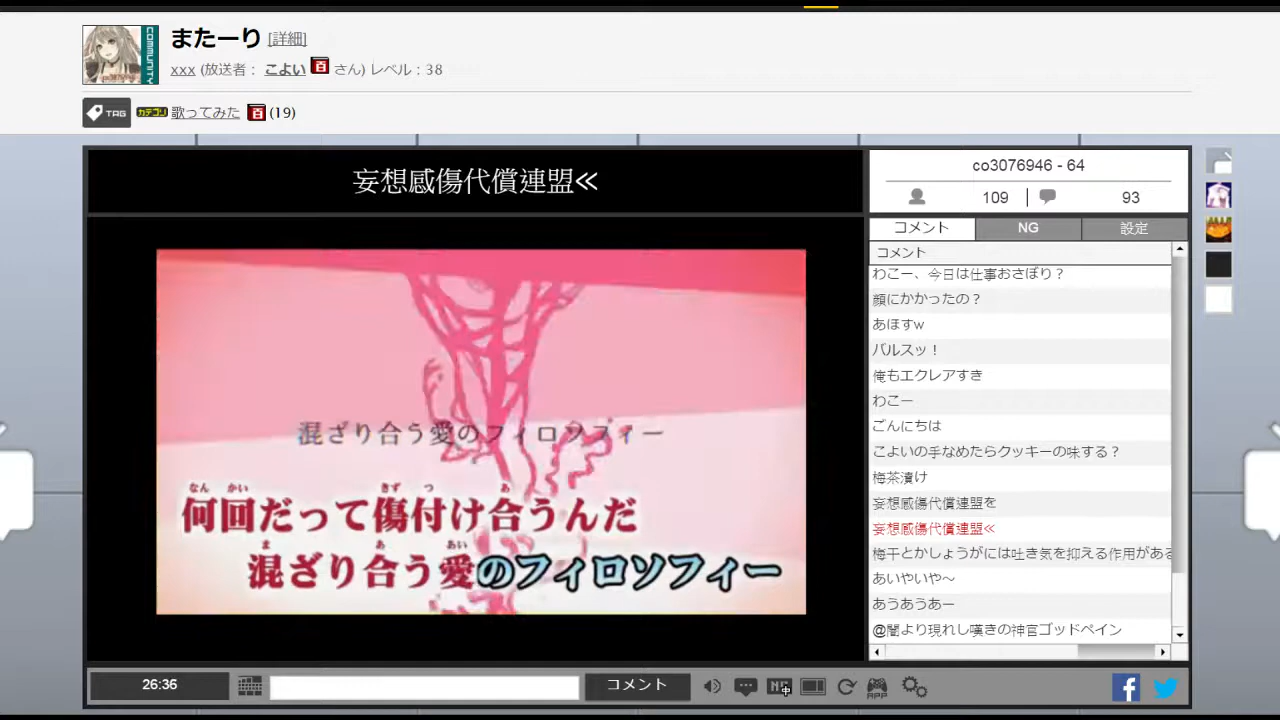 またーり [詳細]
xxx (放送者： こよい 百 さん) レベル：38
TAG カテゴリ 歌ってみた 百 (19)
COMMUNITY
妄想感傷代償連盟≪
co3076946 - 64
109 93
コメント NG 設定
コメント
わこー、今日は仕事おさぼり？
顔にかかったの？
あほすw
バルスッ！
俺もエクレアすき
わこー
ごんにちは
こよいの手なめたらクッキーの味する？
梅茶漬け
妄想感傷代償連盟を
妄想感傷代償連盟≪
梅干とかしょうがには吐き気を抑える作用がある
あいやいや～
あうあうあー
@闇より現れし嘆きの神官ゴッドペイン
混ざり合う愛のフィロソフィー
なん かい きず つ あ
何回だって傷付け合うんだ
ま あ あい
混ざり合う愛のフィロソフィー
26:36
コメント
APP